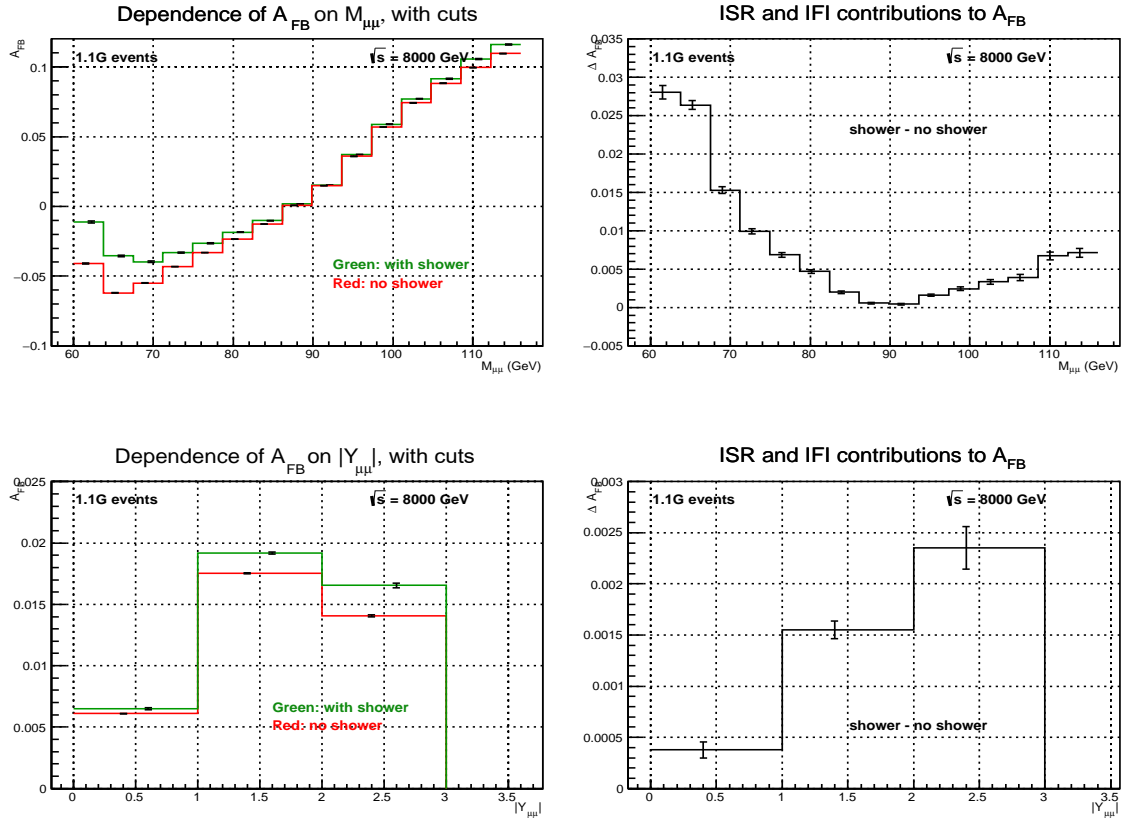 Dependence of A_FB on M_μμ, with cuts
A_FB
1.1G events
√s = 8000 GeV
0.1
0.05
0
−0.05
−0.1
Green: with shower
Red: no shower
60 70 80 90 100 110
M_μμ (GeV)
ISR and IFI contributions to A_FB
Δ A_FB
0.035
1.1G events
√s = 8000 GeV
0.03
0.025
shower - no shower
0.02
0.015
0.01
0.005
0
−0.005
60 70 80 90 100 110
M_μμ (GeV)
Dependence of A_FB on |Y_μμ|, with cuts
A_FB
0.025
1.1G events
√s = 8000 GeV
0.02
0.015
0.01
Green: with shower
Red: no shower
0.005
0
0 0.5 1 1.5 2 2.5 3 3.5
|Y_μμ|
ISR and IFI contributions to A_FB
Δ A_FB
0.003
1.1G events
√s = 8000 GeV
0.0025
0.002
0.0015
0.001
shower - no shower
0.0005
0
0 0.5 1 1.5 2 2.5 3 3.5
|Y_μμ|